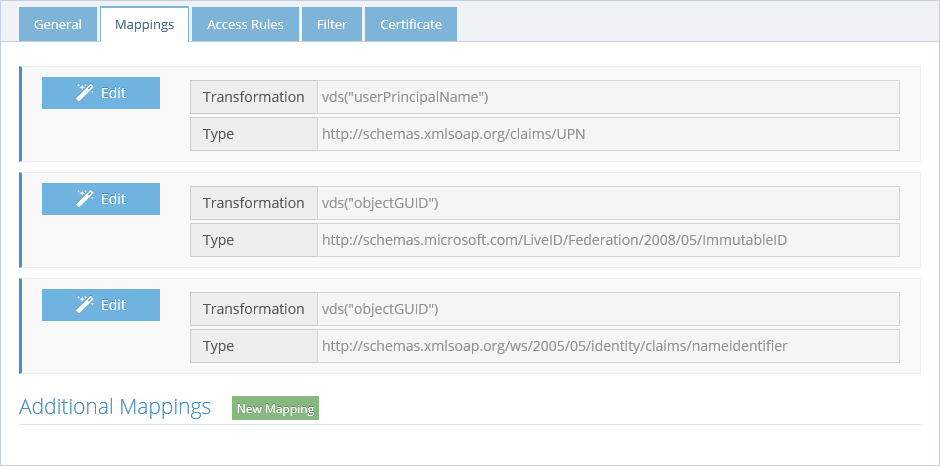 General Mappings Access Rules Filter Certificate
Edit
Transformation vds("userPrincipalName")
Type http://schemas.xmlsoap.org/claims/UPN
Edit
Transformation vds("objectGUID")
Type http://schemas.microsoft.com/LiveID/Federation/2008/05/ImmutableID
Edit
Transformation vds("objectGUID")
Type http://schemas.xmlsoap.org/ws/2005/05/identity/claims/nameidentifier
Additional Mappings New Mapping